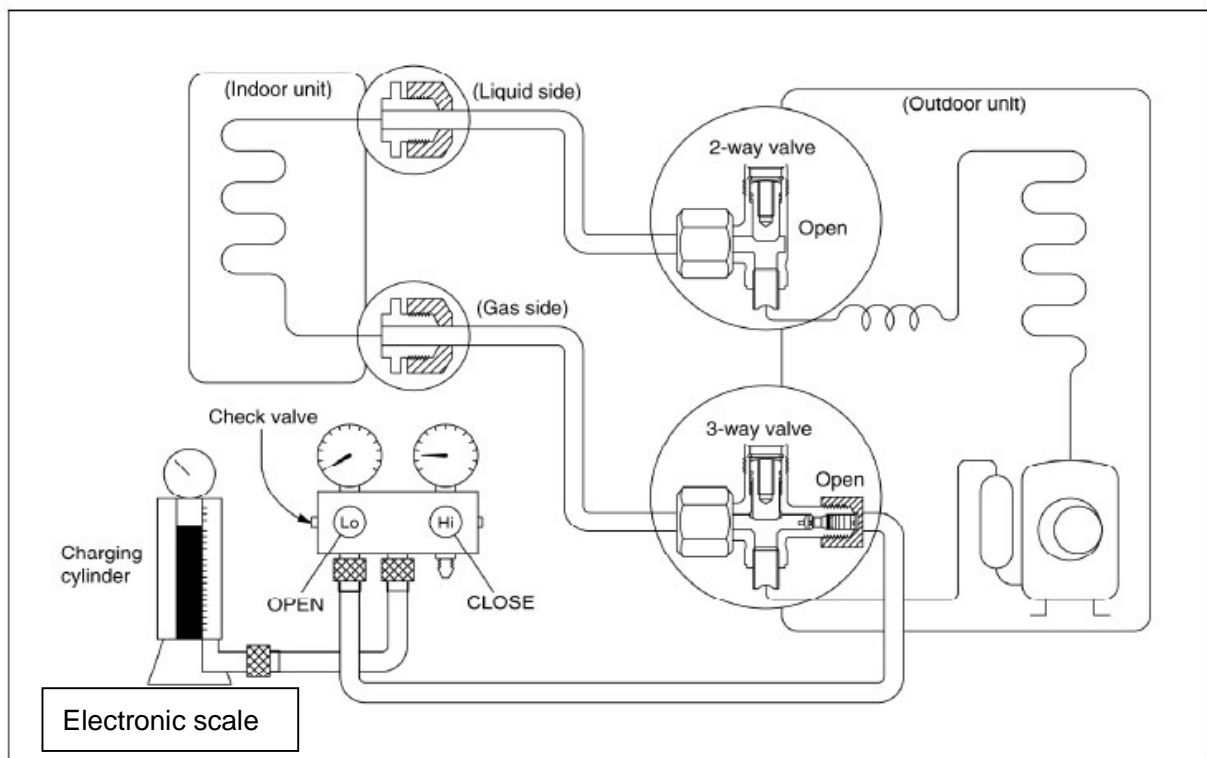 (Indoor unit)
(Liquid side)
(Outdoor unit)
2-way valve
Open
(Gas side)
Check valve
3-way valve
Open
Lo
Hi
Charging
cylinder
OPEN
CLOSE
Electronic scale